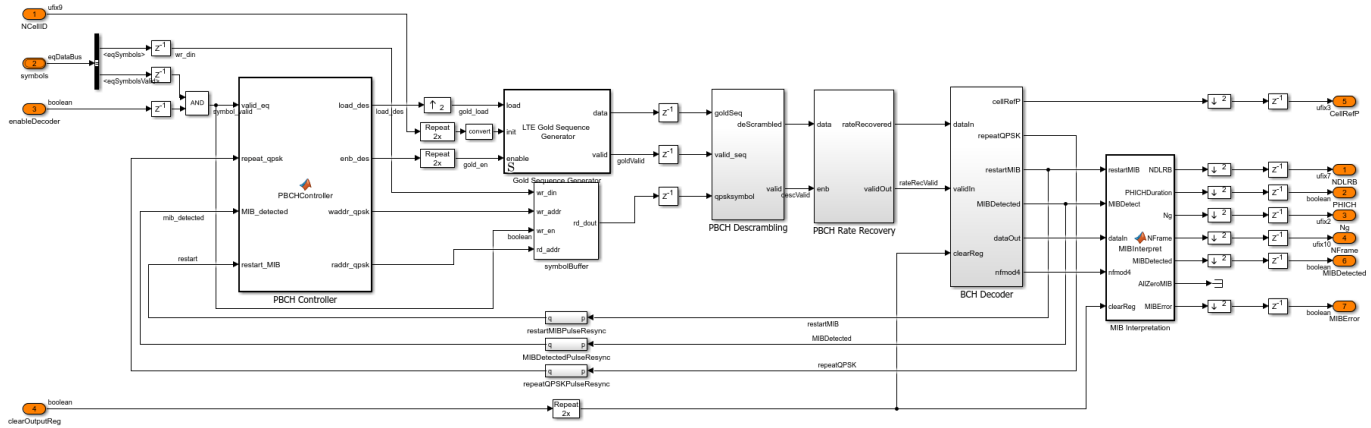 1
ufix9
NCellID
2
eqDataBus
symbols
<eqSymbols>
Z-1
wr_din
<eqSymbolsValid>
Z-1
3
boolean
enableDecoder
Z-1
AND
symbol_valid
valid_eq
repeat_qpsk
MIB_detected
restart_MIB
PBCHController
load_des
enb_des
waddr_qpsk
raddr_qpsk
PBCH Controller
mib_detected
restart
load_des
↑ 2
gold_load
Repeat
2x
convert
Repeat
2x
gold_en
load
init
enable
LTE Gold Sequence
Generator
S
data
valid
Gold Sequence Generator
goldValid
wr_din
wr_addr
wr_en
rd_addr
rd_dout
boolean
symbolBuffer
Z-1
Z-1
Z-1
goldSeq
valid_seq
qpsksymbol
deScrambled
valid
PBCH Descrambling
descValid
data
enb
rateRecovered
validOut
PBCH Rate Recovery
rateRecValid
dataIn
validIn
clearReg
cellRefP
repeatQPSK
restartMIB
MIBDetected
dataOut
nfmod4
BCH Decoder
restartMIB
MIBDetect
dataIn
nfmod4
clearReg
MIBInterpret
NDLRB
PHICHDuration
Ng
NFrame
MIBDetected
AllZeroMIB
MIBError
MIB Interpretation
↓ 2
Z-1
ufix3
5
CellRefP
↓ 2
Z-1
ufix7
1
NDLRB
↓ 2
Z-1
boolean
2
PHICH
↓ 2
Z-1
ufix2
3
Ng
↓ 2
Z-1
ufix10
4
NFrame
↓ 2
Z-1
boolean
6
MIBDetected
↓ 2
Z-1
boolean
7
MIBError
q p
restartMIBPulseResync
restartMIB
q p
MIBDetectedPulseResync
MIBDetected
q p
repeatQPSKPulseResync
repeatQPSK
4
boolean
clearOutputReg
Repeat
2x